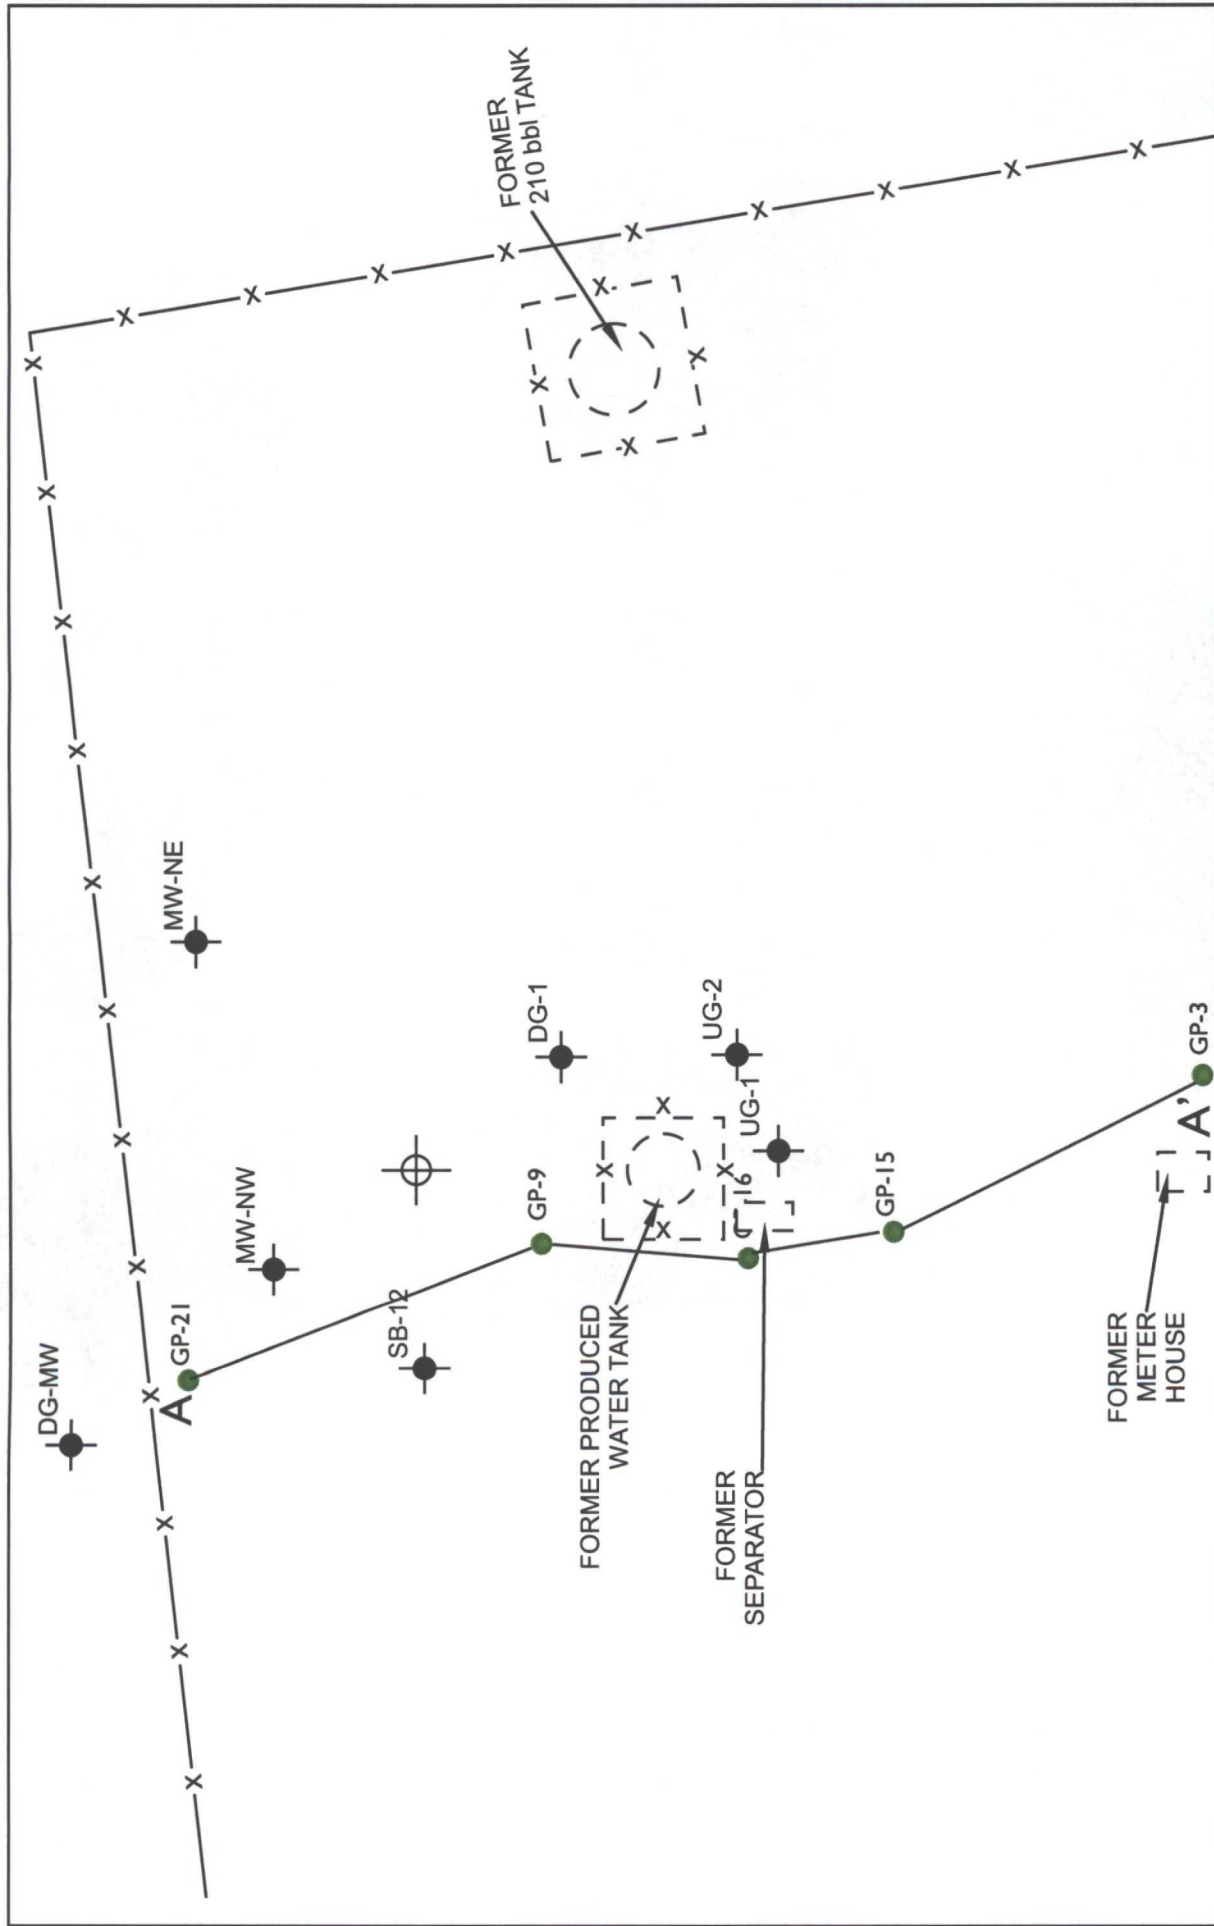 DG-MW
A
GP-21
MW-NE
MW-NW
SB-12
FORMER
210 bbl TANK
GP-9
DG-1
FORMER PRODUCED
WATER TANK
UG-2
FORMER
SEPARATOR
16
UG-1
GP-15
FORMER
METER
HOUSE
A'
GP-3